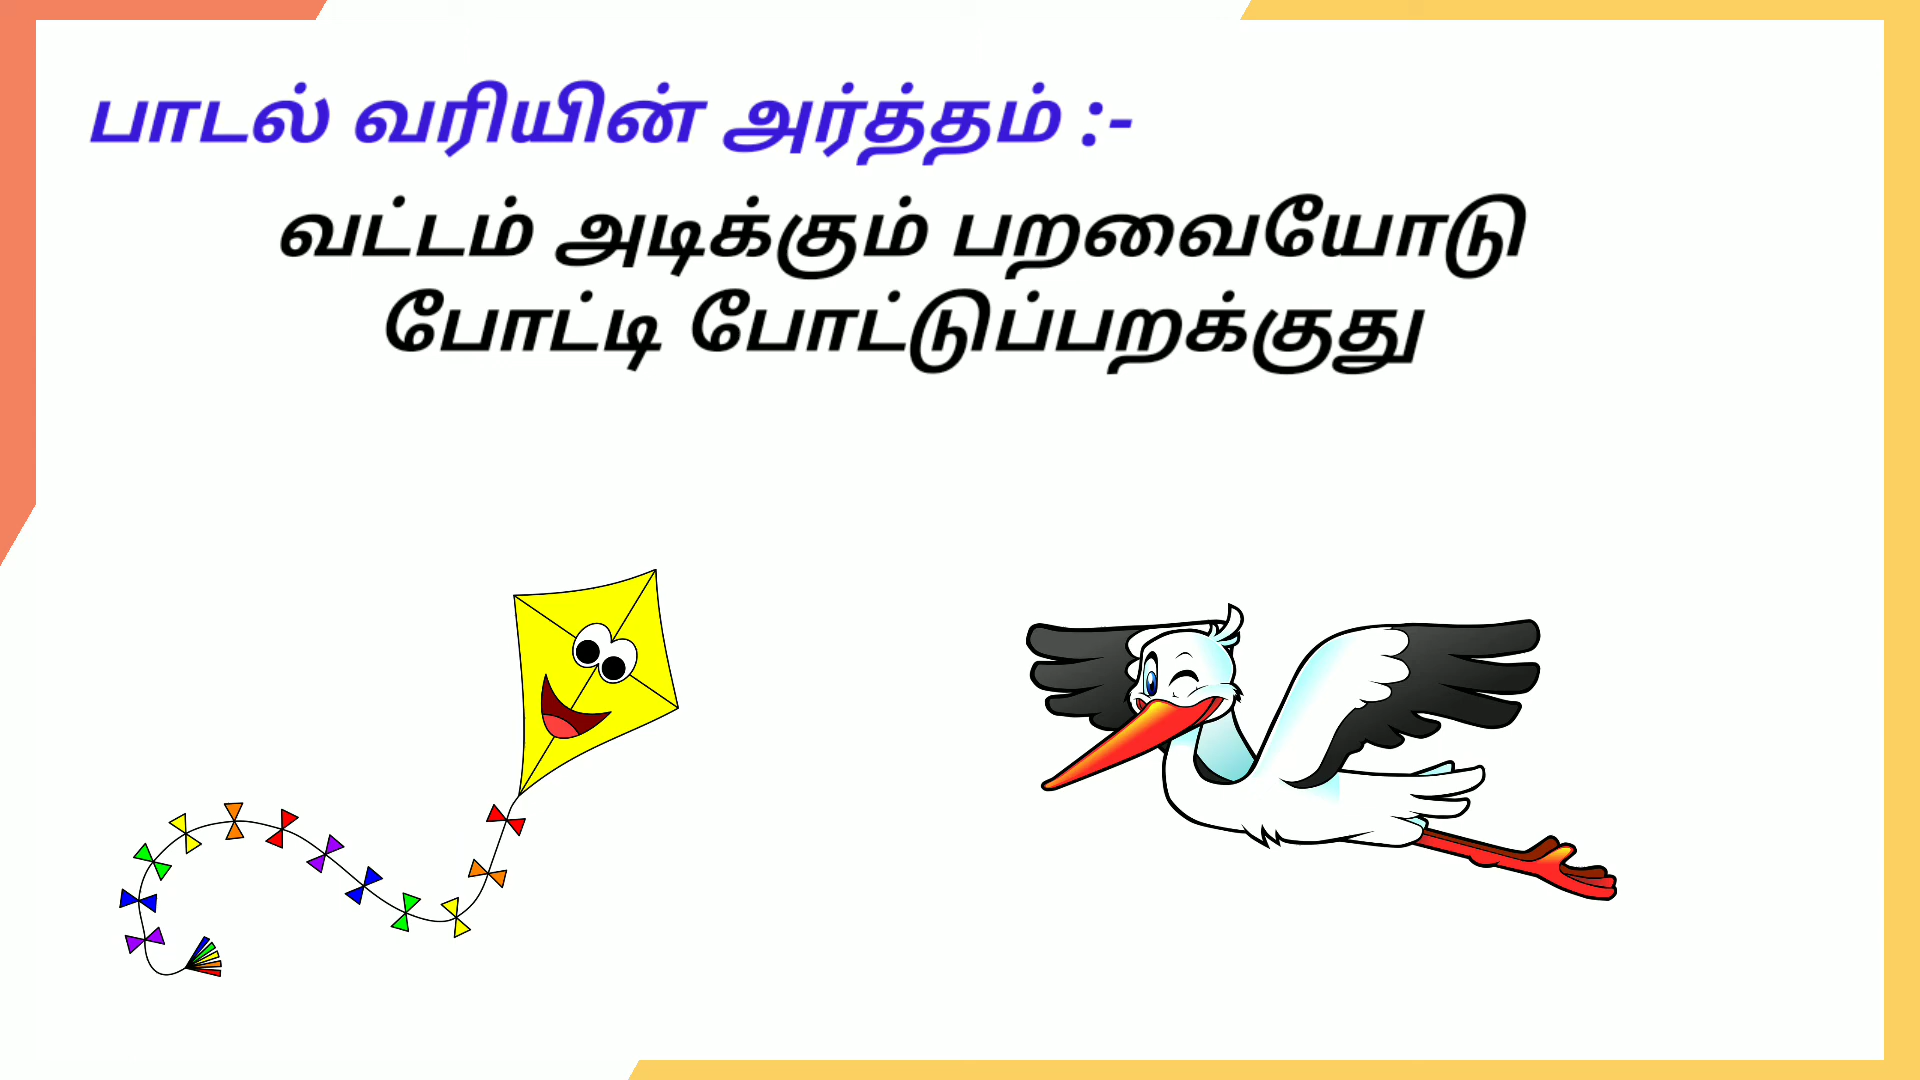 பாடல் வரியின் அர்த்தம் :-
வட்டம் அடிக்கும் பறவையோடு
போட்டி போட்டுப்பறக்குது